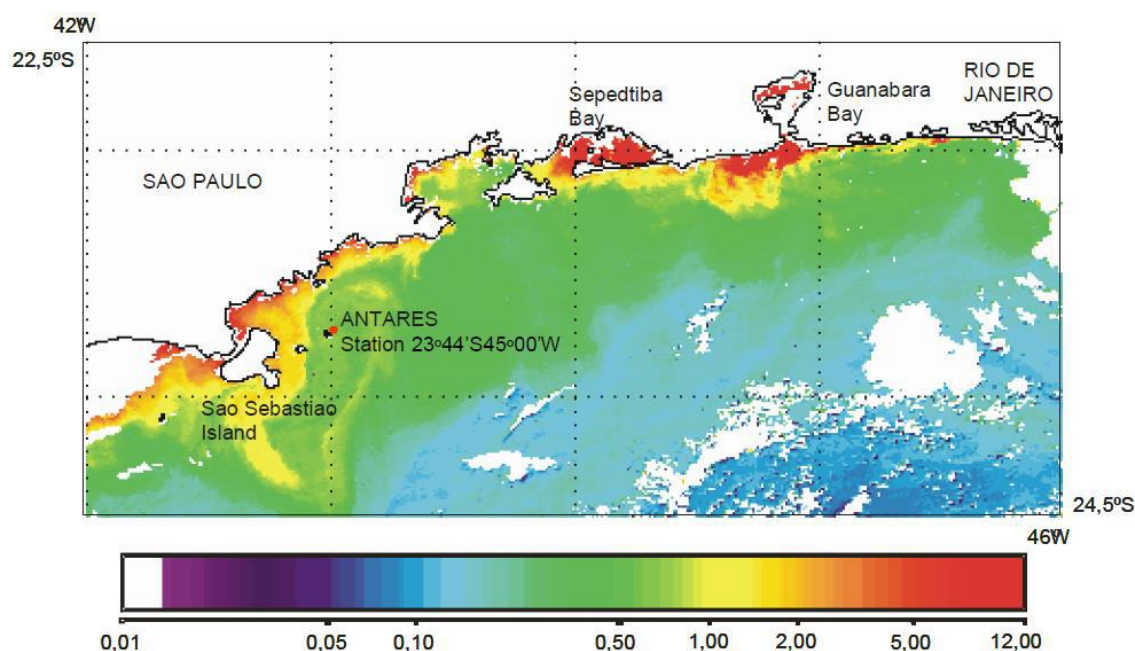 42W
22,5ºS
RIO DE
JANEIRO
Sepedtiba
Bay
Guanabara
Bay
SAO PAULO
ANTARES
Station 23º44'S45º00'W
Sao Sebastiao
Island
24,5ºS
46W
0,01 0,05 0,10 0,50 1,00 2,00 5,00 12,00